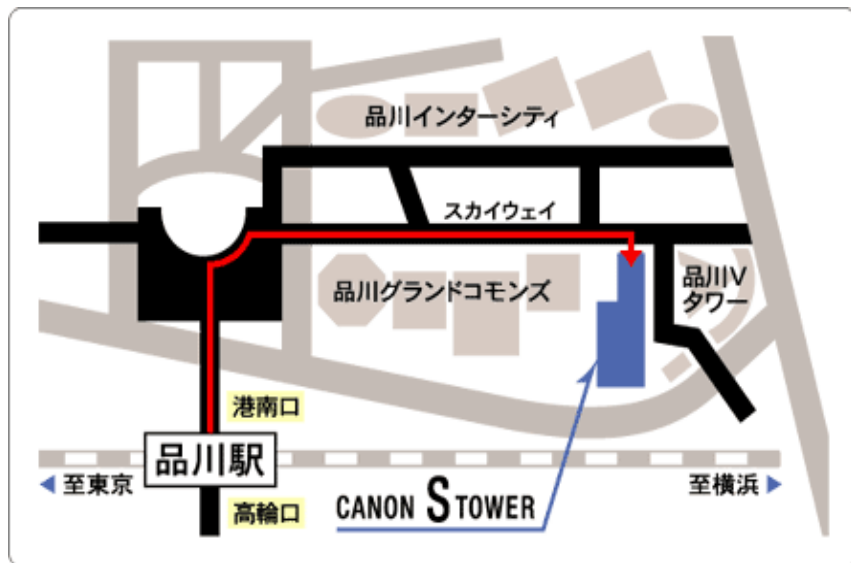 品川インターシティ
スカイウェイ
品川グランドコモンズ
品川V
タワー
港南口
品川駅
至東京
至横浜
高輪口
CANON S TOWER